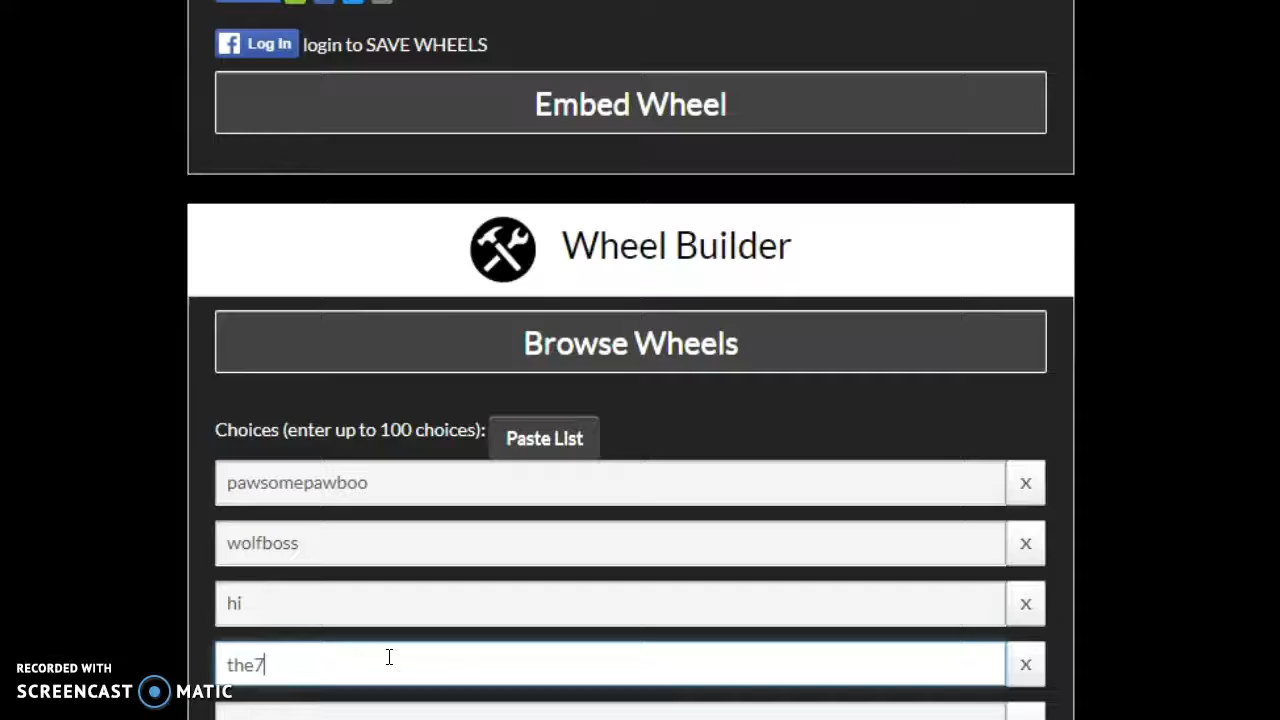 Log In login to SAVE WHEELS
Embed Wheel
Wheel Builder
Browse Wheels
Choices (enter up to 100 choices): Paste List
pawsomepawboo x
wolfboss x
hi x
the7 x
RECORDED WITH
SCREENCAST MATIC